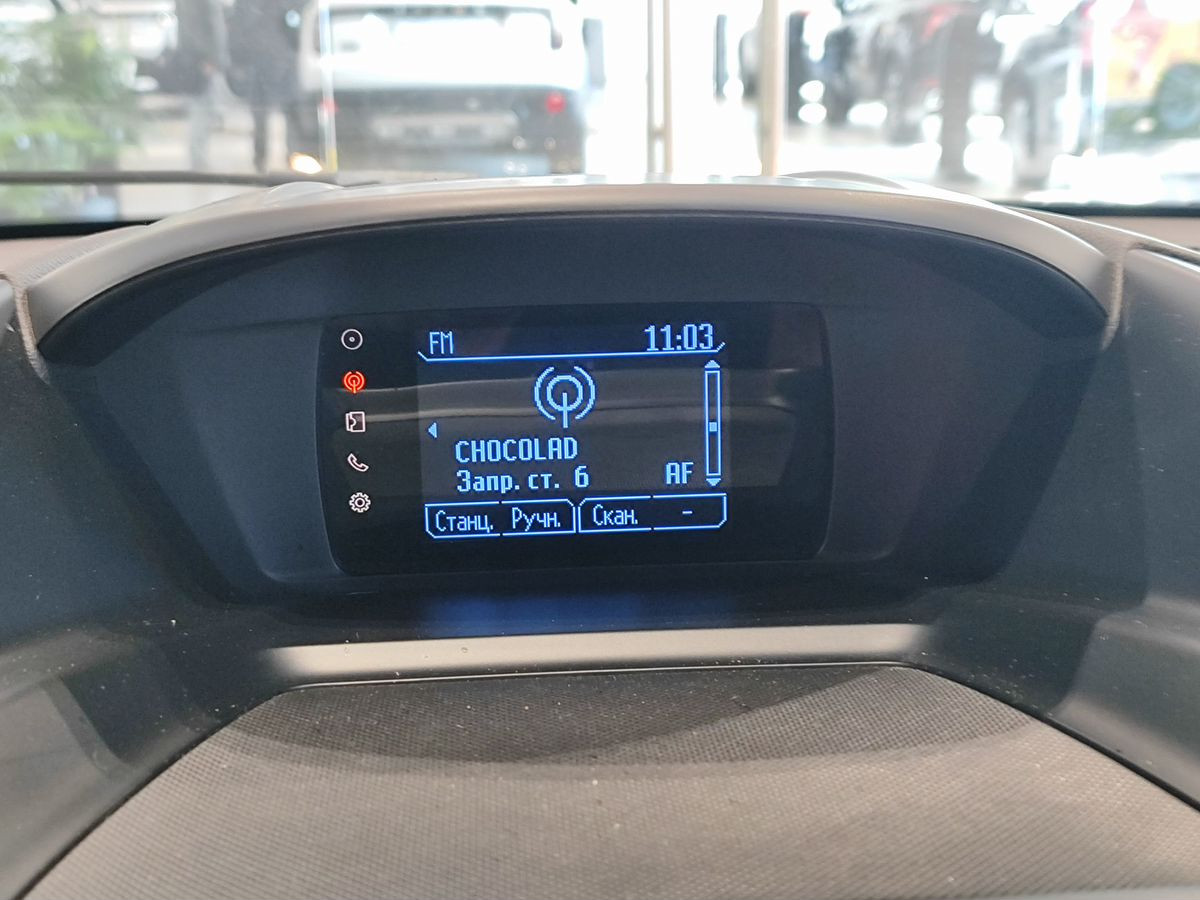 FM 11:03
CHOCOLAD
Запр. ст. 6 AF
Станц. Ручн. Скан. -